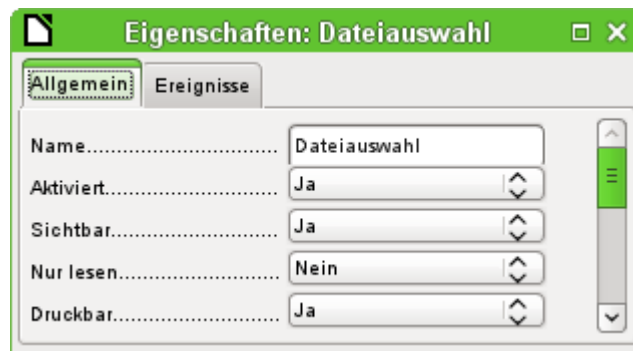 Eigenschaften: Dateiauswahl
Allgemein Ereignisse
Name............................. Dateiauswahl
Aktiviert.......................... Ja
Sichtbar.......................... Ja
Nur lesen......................... Nein
Druckbar.......................... Ja